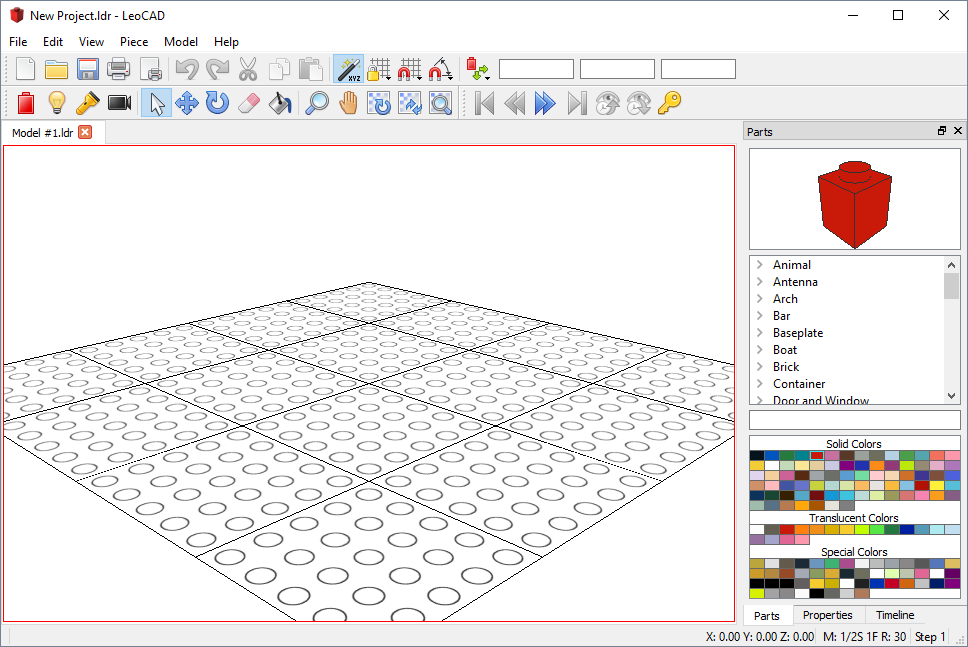 New Project.ldr - LeoCAD
File Edit View Piece Model Help
XYZ
Model #1.ldr
Parts
Animal
Antenna
Arch
Bar
Baseplate
Boat
Brick
Container
Door and Window
Solid Colors
Translucent Colors
Special Colors
Parts Properties Timeline
X: 0.00 Y: 0.00 Z: 0.00 M: 1/2S 1F R: 30 Step 1